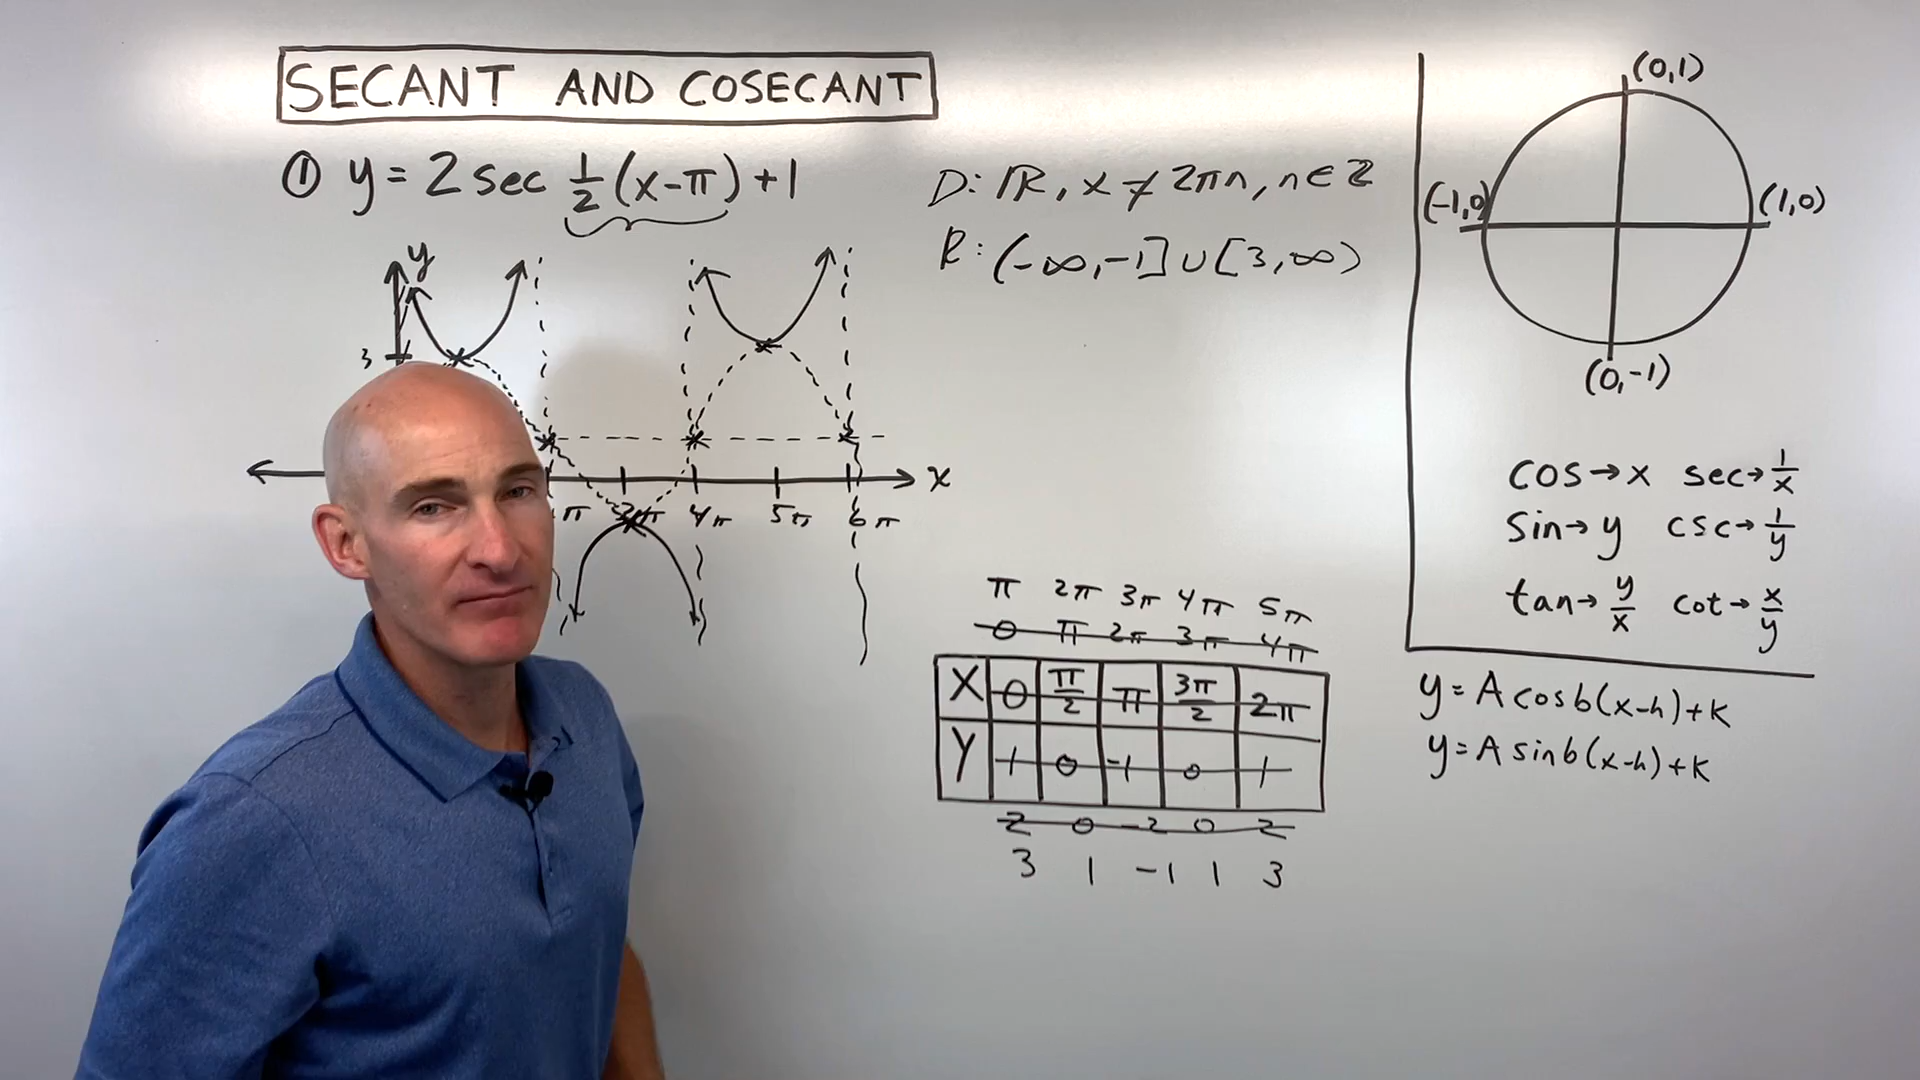 SECANT AND COSECANT
① y = 2 sec 1/2 (x-π) + 1
D: ℝ, x ≠ 2πn, n ∈ ℤ
R: (-∞, -1] ∪ [3, ∞)
y
3
x
π 3π 4π 5π 6π
(0,1)
(-1,0) (1,0)
(0,-1)
cos→x sec→1/x
sin→y csc→1/y
tan→y/x cot→x/y
y = A cos b(x-h)+K
y = A sin b(x-h)+K
π 2π 3π 4π 5π
0 π 2π 3π 4π
X 0 π/2 π 3π/2 2π
Y 1 0 -1 0 1
2 0 -2 0 2
3 1 -1 1 3